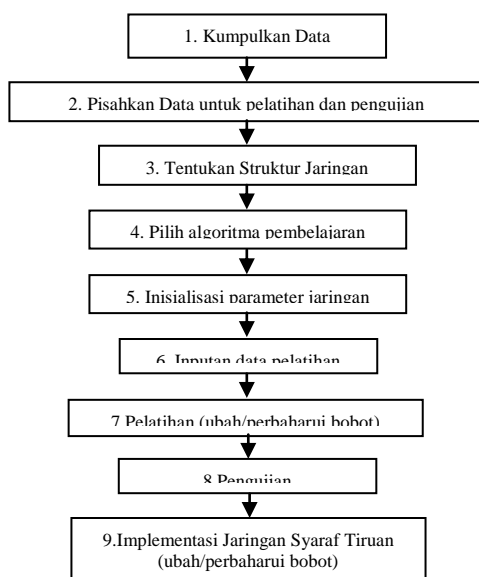 1. Kumpulkan Data
2. Pisahkan Data untuk pelatihan dan pengujian
3. Tentukan Struktur Jaringan
4. Pilih algoritma pembelajaran
5. Inisialisasi parameter jaringan
6. Inputan data pelatihan
7 Pelatihan (ubah/perbaharui bobot)
8 Pengujian
9.Implementasi Jaringan Syaraf Tiruan
(ubah/perbaharui bobot)